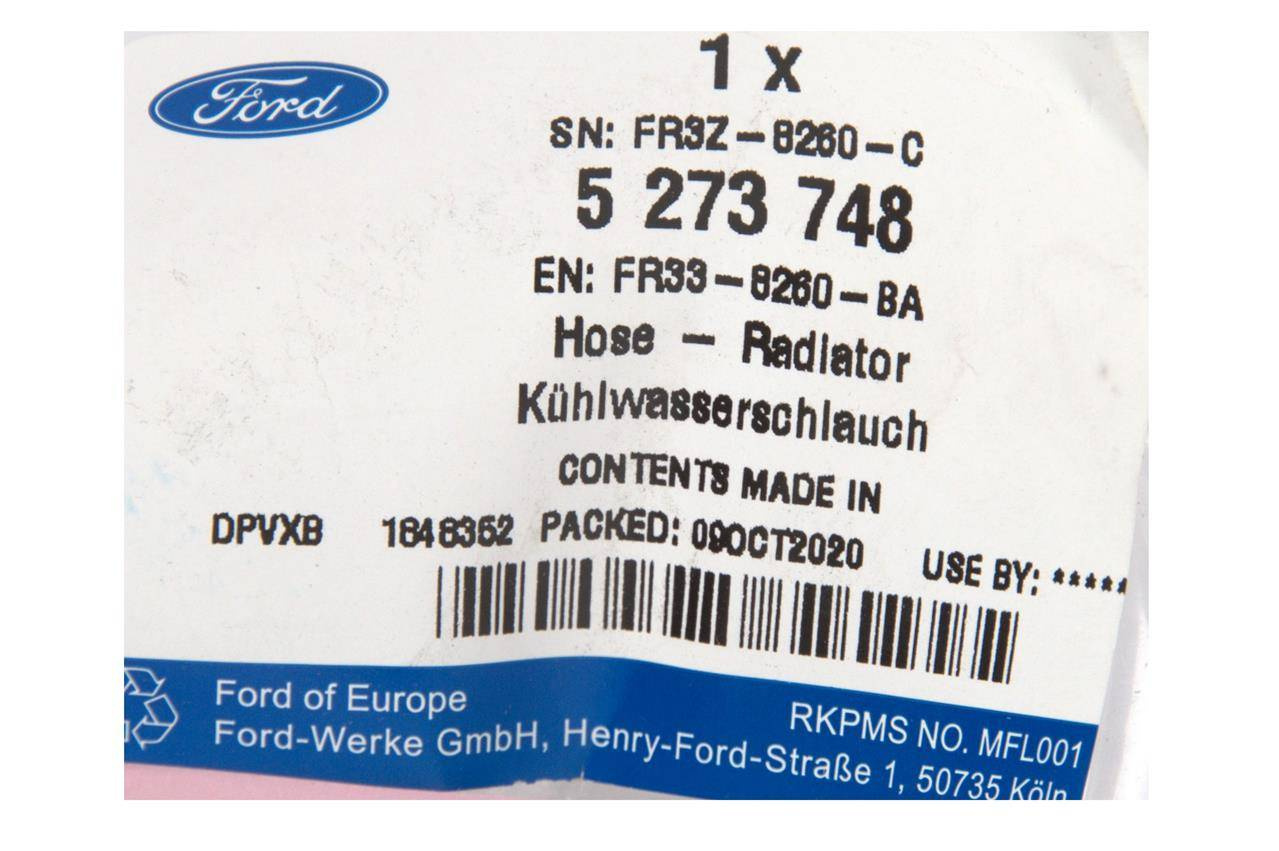 Ford
1 x
SN: FR3Z-8260-C
5 273 748
EN: FR33-8260-BA
Hose - Radiator
Kühlwasserschlauch
CONTENTS MADE IN
DPVXB 1848352 PACKED: 09OCT2020 USE BY: *****
Ford of Europe
RKPMS NO. MFL001
Ford-Werke GmbH, Henry-Ford-Straße 1, 50735 Köln